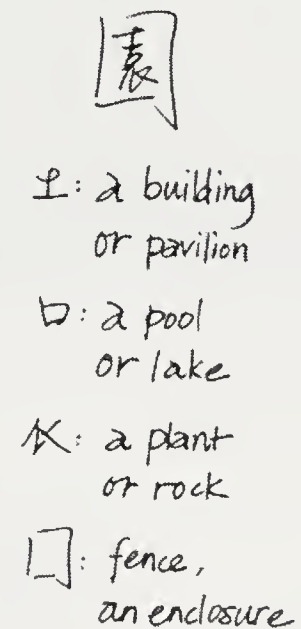 園
土: a building
or pavilion
口: a pool
or lake
𧘇: a plant
or rock
囗: fence,
an enclosure